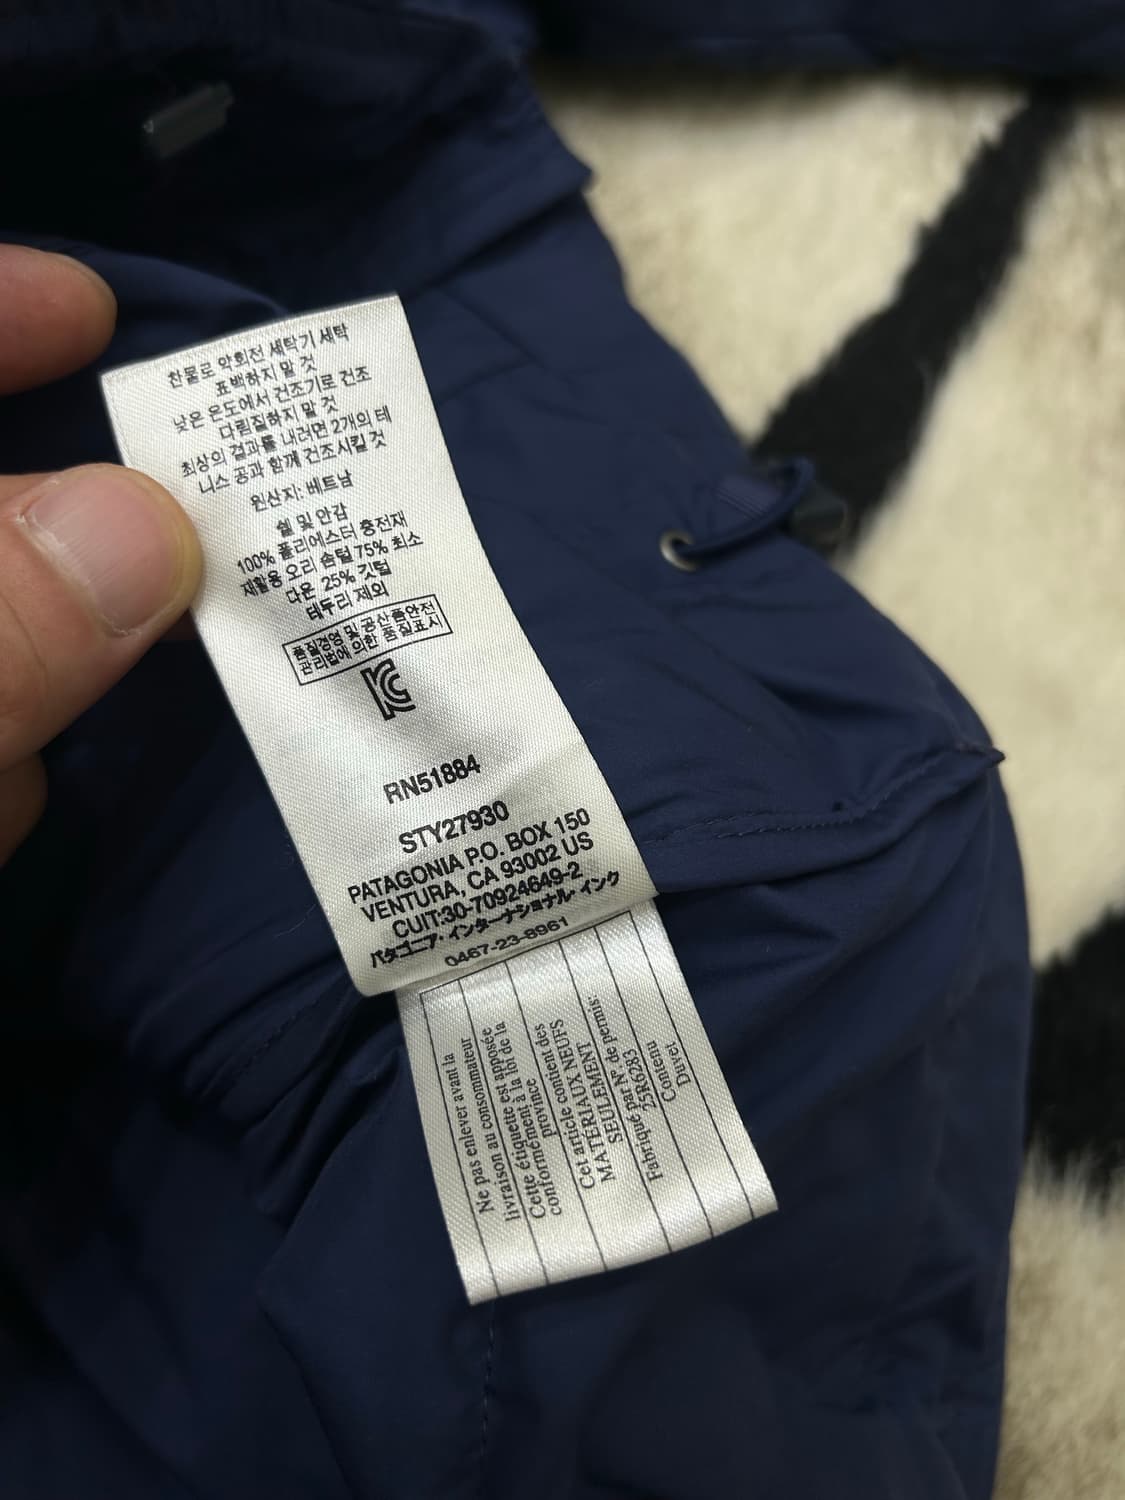 찬물로 약회전 세탁기 세탁
표백하지 말 것
낮은 온도에서 건조기로 건조
다림질하지 말 것
최상의 결과를 내려면 2개의 테
니스 공과 함께 건조시킬 것
원산지: 베트남
쉘 및 안감
100% 폴리에스터 충전재
재활용 오리 솜털 75% 최소
다운 25% 깃털
테두리 제외
품질경영 및 공산품안전
관리법에 의한 품질표시
RN51884
STY27930
PATAGONIA P.O. BOX 150
VENTURA, CA 93002 US
CUIT:30-70924649-2
パタゴニア・インターナショナル・インク
0467-23-8961
Ne pas enlever avant la
livraison au consommateur
Cette étiquette est apposée
conformément à la loi de la
province
Cet article contient des
MATÉRIAUX NEUFS
SEULEMENT
Fabriqué par Nº. de permis:
25R6283
Contenu
Duvet